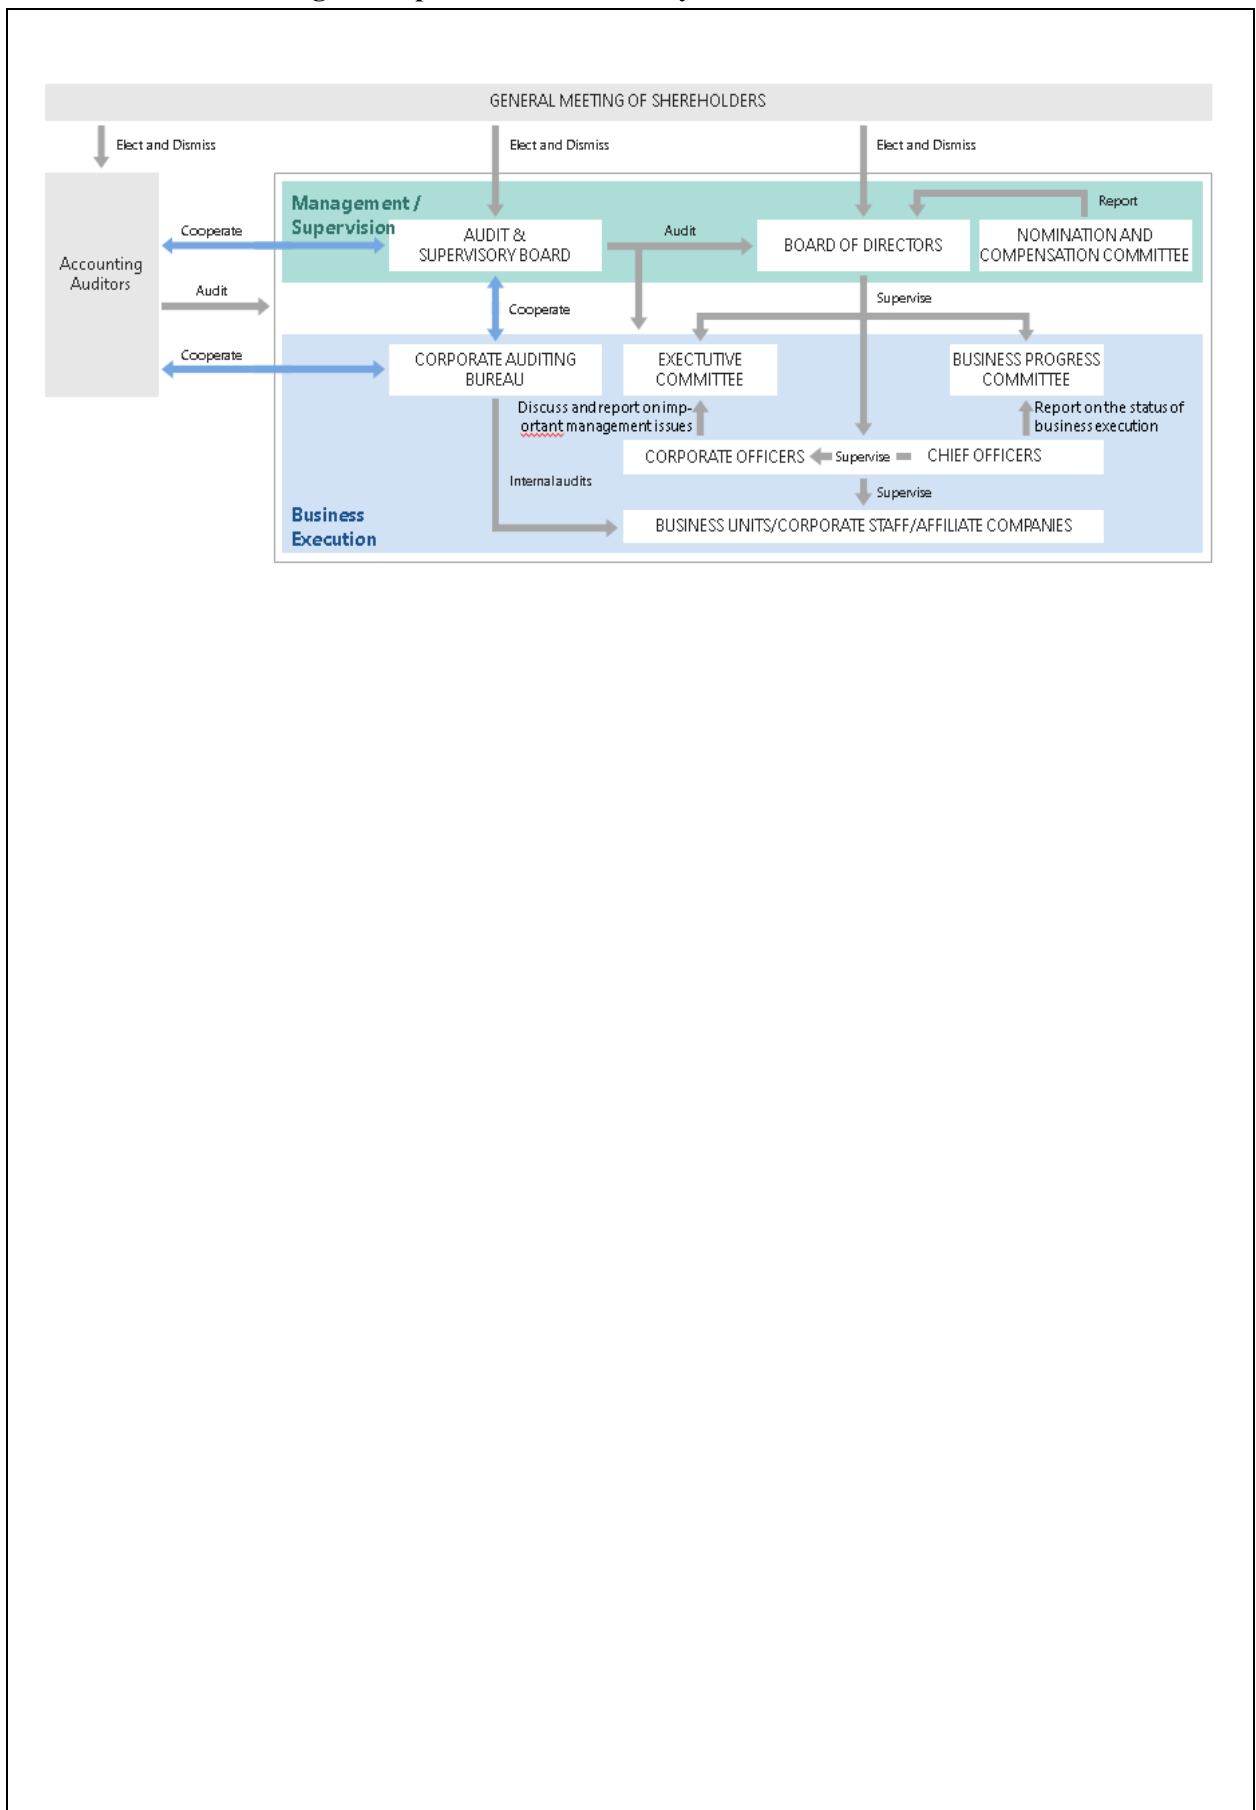 GENERAL MEETING OF SHEREHOLDERS
Elect and Dismiss
Elect and Dismiss
Elect and Dismiss
Management /
Supervision
Report
Cooperate
AUDIT &
SUPERVISORY BOARD
Audit
BOARD OF DIRECTORS
NOMINATION AND
COMPENSATION COMMITTEE
Accounting
Auditors
Audit
Cooperate
Supervise
Cooperate
CORPORATE AUDITING
BUREAU
EXECTUTIVE
COMMITTEE
BUSINESS PROGRESS
COMMITTEE
Discuss and report on imp-
ortant management issues
Report on the status of
business execution
CORPORATE OFFICERS
Supervise
CHIEF OFFICERS
Internal audits
Supervise
Business
Execution
BUSINESS UNITS/CORPORATE STAFF/AFFILIATE COMPANIES